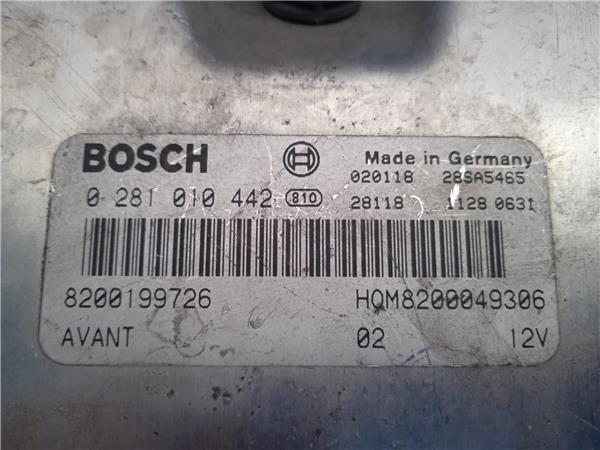 BOSCH Made in Germany
020118 28SA5465
0 281 010 442 810 28118 1128 0631
8200199726 HOM8200049306
AVANT 02 12V